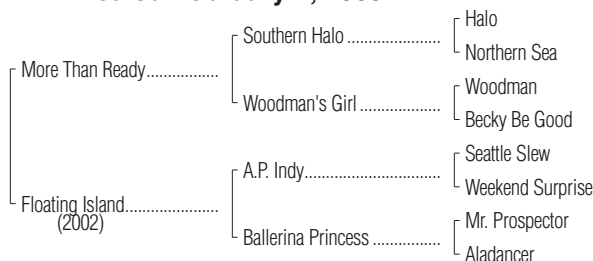 Halo
Southern Halo
Northern Sea
More Than Ready
Woodman
Woodman's Girl
Becky Be Good
Seattle Slew
A.P. Indy
Weekend Surprise
Floating Island
(2002)
Mr. Prospector
Ballerina Princess
Aladancer